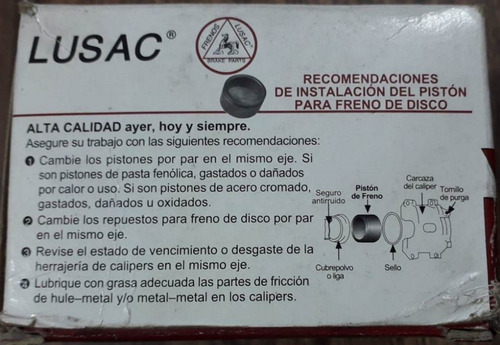 LUSAC®
FRENOS LUSAC
BRAKE PARTS
RECOMENDACIONES
DE INSTALACIÓN DEL PISTÓN
PARA FRENO DE DISCO
ALTA CALIDAD ayer, hoy y siempre.
Asegure su trabajo con las siguientes recomendaciones:
1 Cambie los pistones por par en el mismo eje. Si
son pistones de pasta fenólica, gastados o dañados
por calor o uso. Si son pistones de acero cromado,
gastados, dañados u oxidados.
2 Cambie los repuestos para freno de disco por par
en el mismo eje.
3 Revise el estado de vencimiento o desgaste de la
herrajería de calipers en el mismo eje.
4 Lubrique con grasa adecuada las partes de fricción
de hule–metal y/o metal–metal en los calipers.
Seguro
antirruido
Pistón
de Freno
Carcaza
del caliper
Tornillo
de purga
Cubrepolvo
o liga
Sello